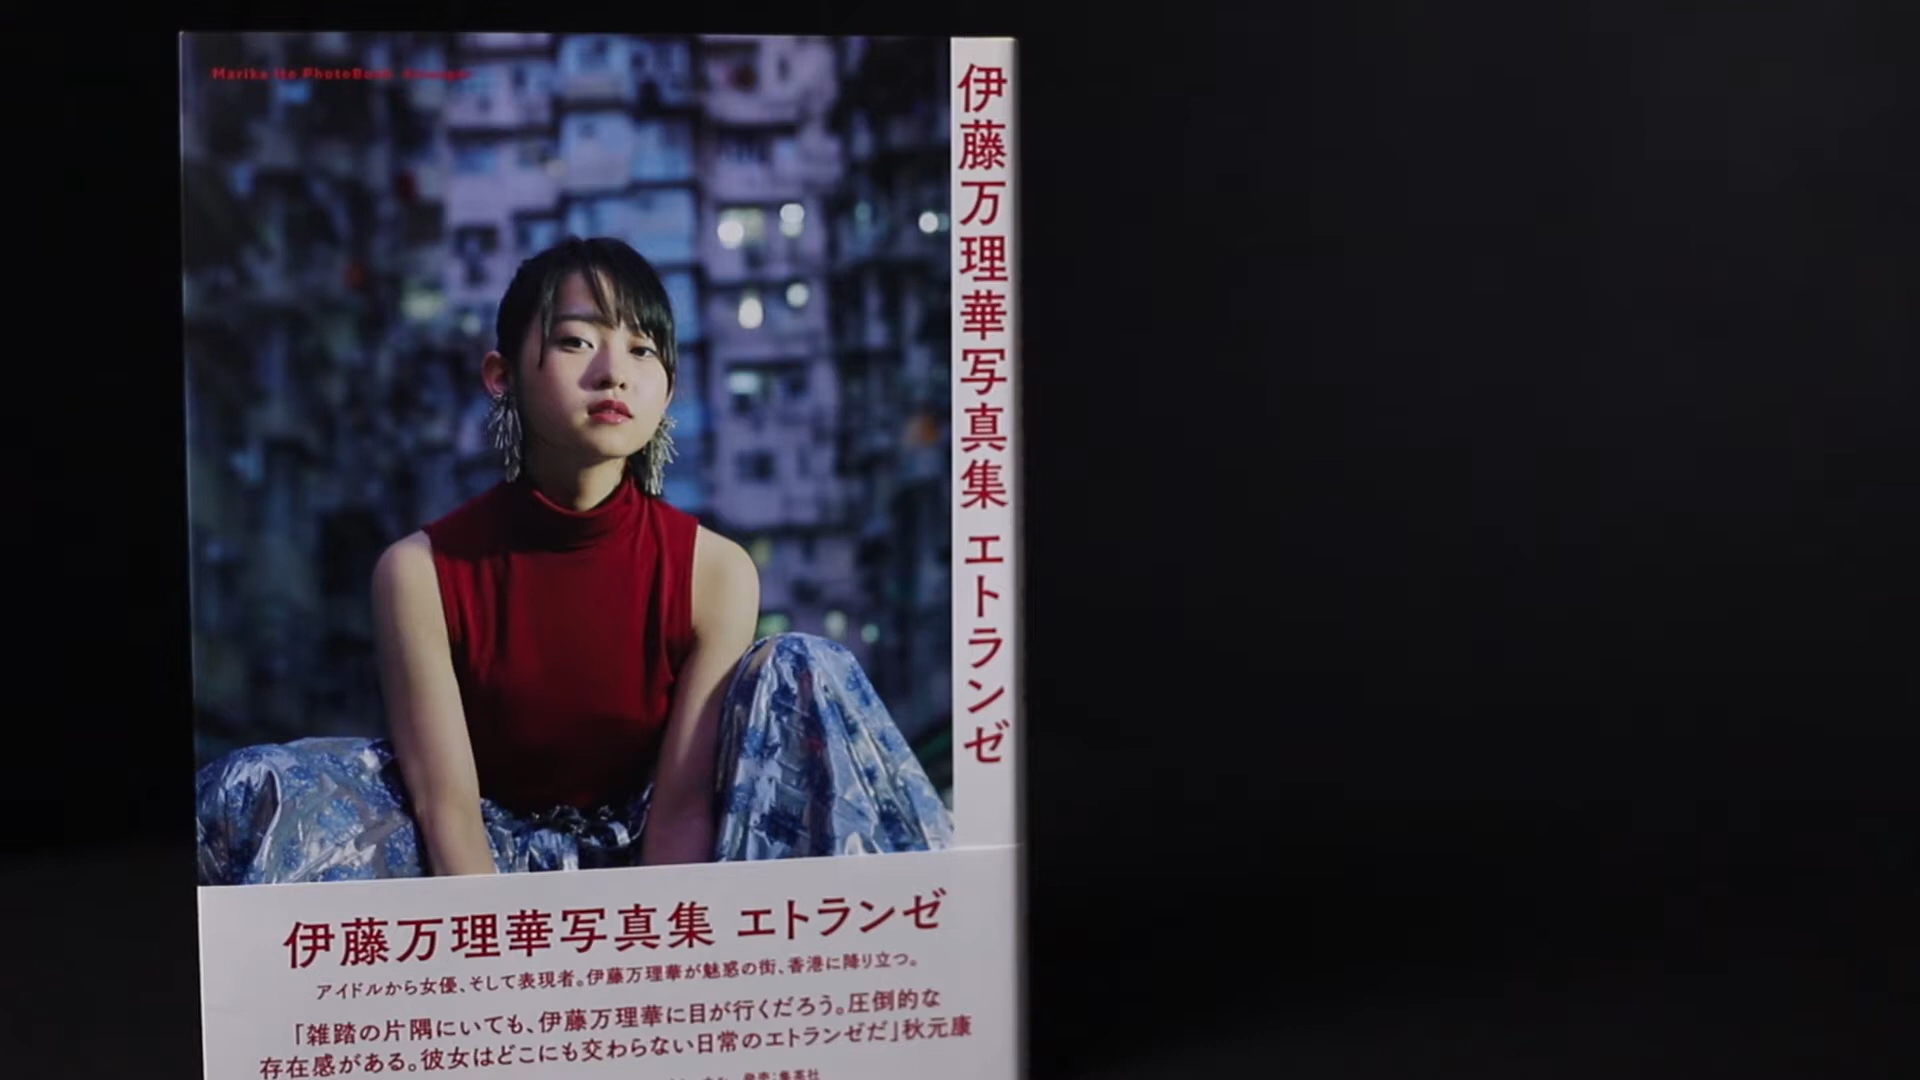 Marika Ito PhotoBook
伊藤万理華写真集 エトランゼ
伊藤万理華写真集 エトランゼ
アイドルから女優、そして表現者。伊藤万理華が魅惑の街、香港に降り立つ。
「雑踏の片隅にいても、伊藤万理華に目が行くだろう。圧倒的な
存在感がある。彼女はどこにも交わらない日常のエトランゼだ」秋元康
発売:集英社